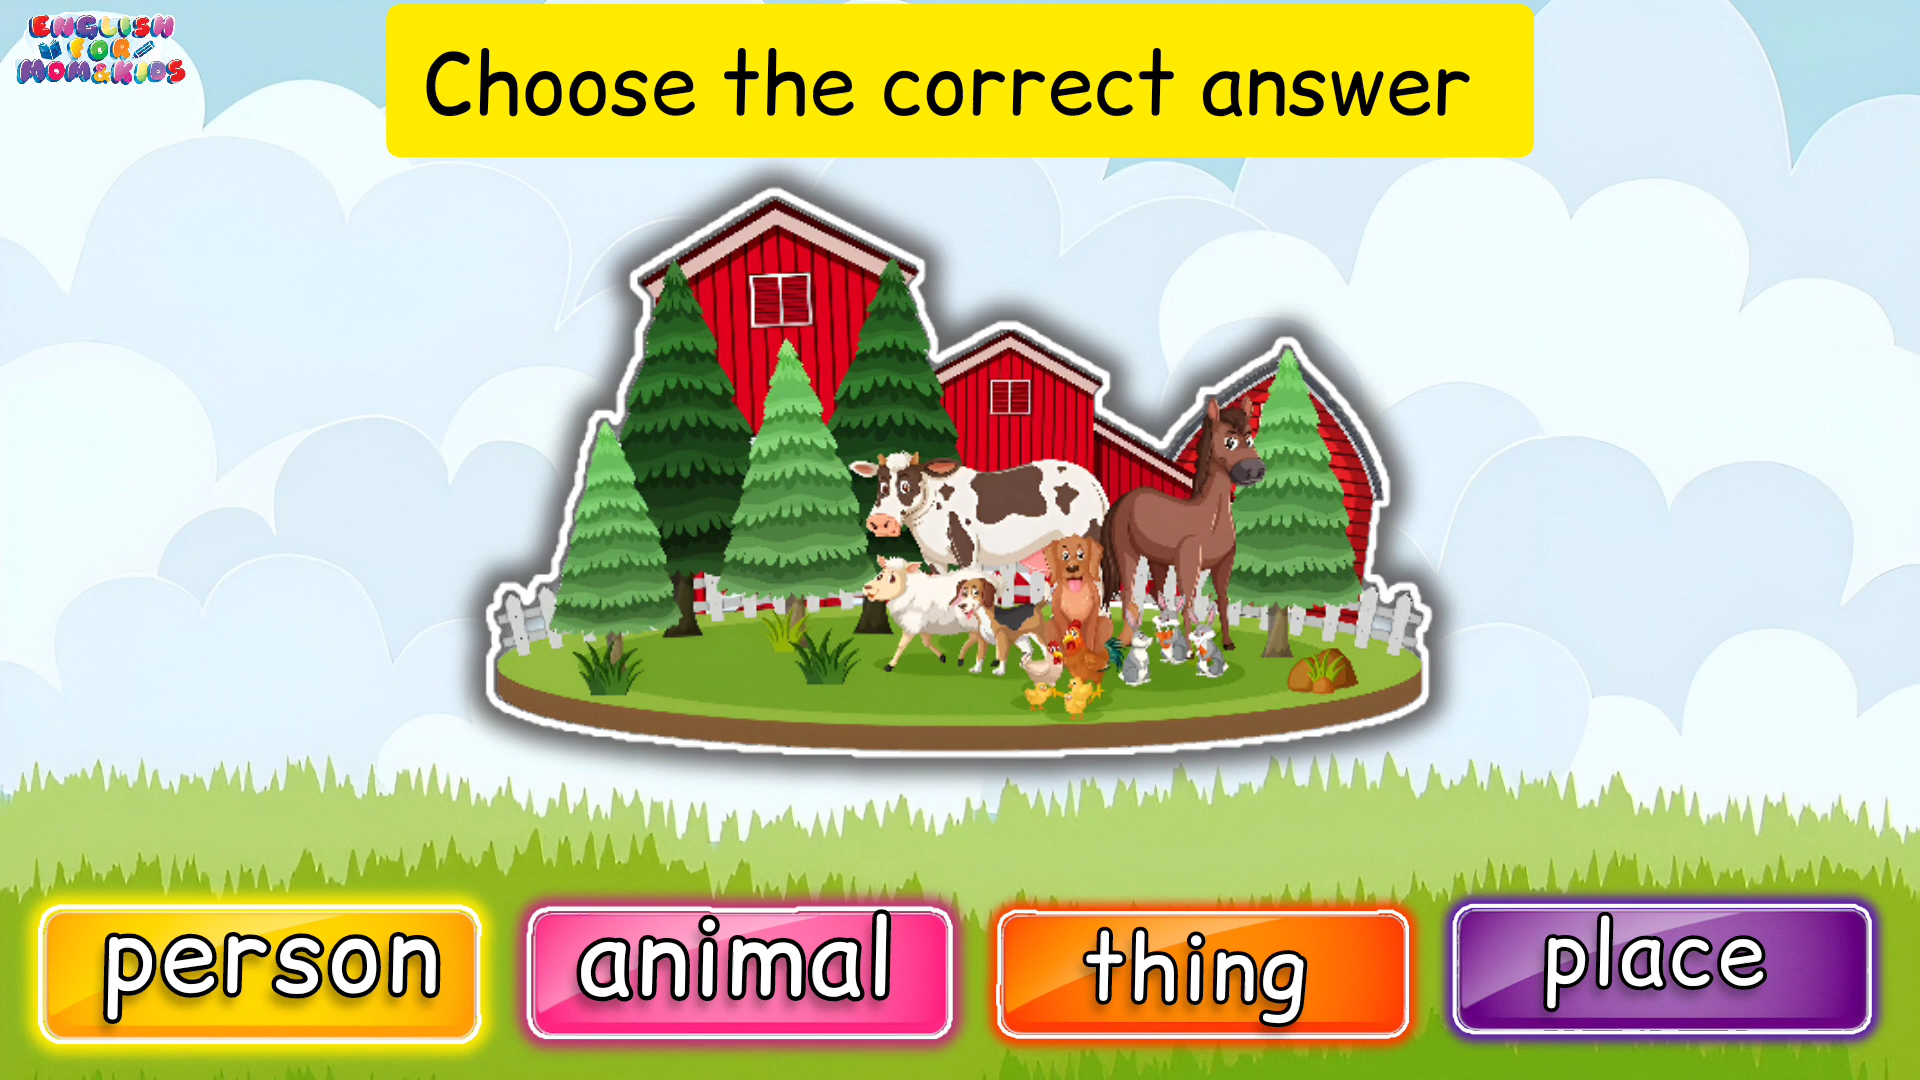 ENGLISH
FOR
MOM&KIDS
Choose the correct answer
person
animal
thing
place